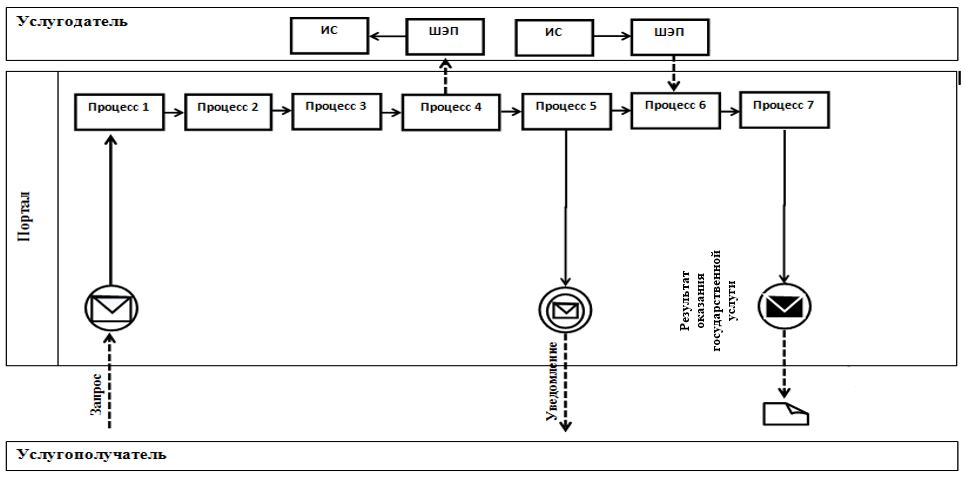 Услугодатель
ИС
ШЭП
ИС
ШЭП
Процесс 1
Процесс 2
Процесс 3
Процесс 4
Процесс 5
Процесс 6
Процесс 7
Портал
Результат
оказания
государственной
услуги
Запрос
Уведомление
Услугополучатель